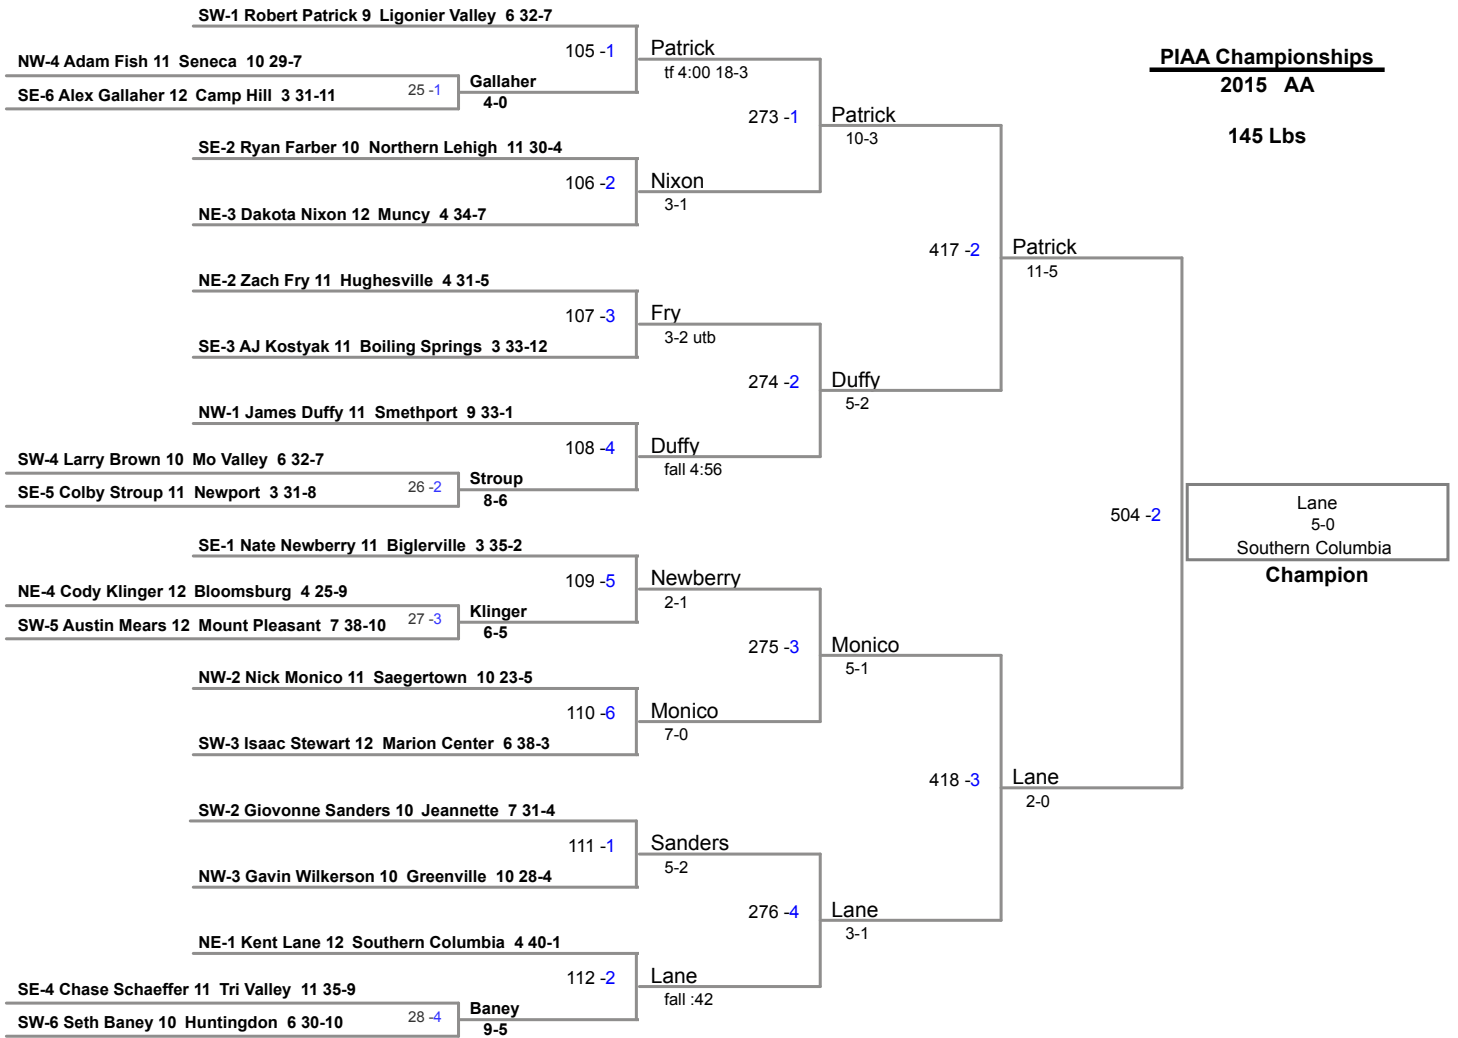 SW-1 Robert Patrick 9 Ligonier Valley 6 32-7
105 -1
Patrick
tf 4:00 18-3
NW-4 Adam Fish 11 Seneca 10 29-7
SE-6 Alex Gallaher 12 Camp Hill 3 31-11
25 -1
Gallaher
4-0
PIAA Championships
2015 AA
145 Lbs
273 -1
Patrick
10-3
SE-2 Ryan Farber 10 Northern Lehigh 11 30-4
106 -2
Nixon
3-1
NE-3 Dakota Nixon 12 Muncy 4 34-7
417 -2
Patrick
11-5
NE-2 Zach Fry 11 Hughesville 4 31-5
107 -3
Fry
3-2 utb
SE-3 AJ Kostyak 11 Boiling Springs 3 33-12
274 -2
Duffy
5-2
NW-1 James Duffy 11 Smethport 9 33-1
108 -4
Duffy
fall 4:56
SW-4 Larry Brown 10 Mo Valley 6 32-7
SE-5 Colby Stroup 11 Newport 3 31-8
26 -2
Stroup
8-6
504 -2
Lane
5-0
Southern Columbia
Champion
SE-1 Nate Newberry 11 Biglerville 3 35-2
109 -5
Newberry
2-1
NE-4 Cody Klinger 12 Bloomsburg 4 25-9
SW-5 Austin Mears 12 Mount Pleasant 7 38-10
27 -3
Klinger
6-5
275 -3
Monico
5-1
NW-2 Nick Monico 11 Saegertown 10 23-5
110 -6
Monico
7-0
SW-3 Isaac Stewart 12 Marion Center 6 38-3
418 -3
Lane
2-0
SW-2 Giovonne Sanders 10 Jeannette 7 31-4
111 -1
Sanders
5-2
NW-3 Gavin Wilkerson 10 Greenville 10 28-4
276 -4
Lane
3-1
NE-1 Kent Lane 12 Southern Columbia 4 40-1
112 -2
Lane
fall :42
SE-4 Chase Schaeffer 11 Tri Valley 11 35-9
SW-6 Seth Baney 10 Huntingdon 6 30-10
28 -4
Baney
9-5